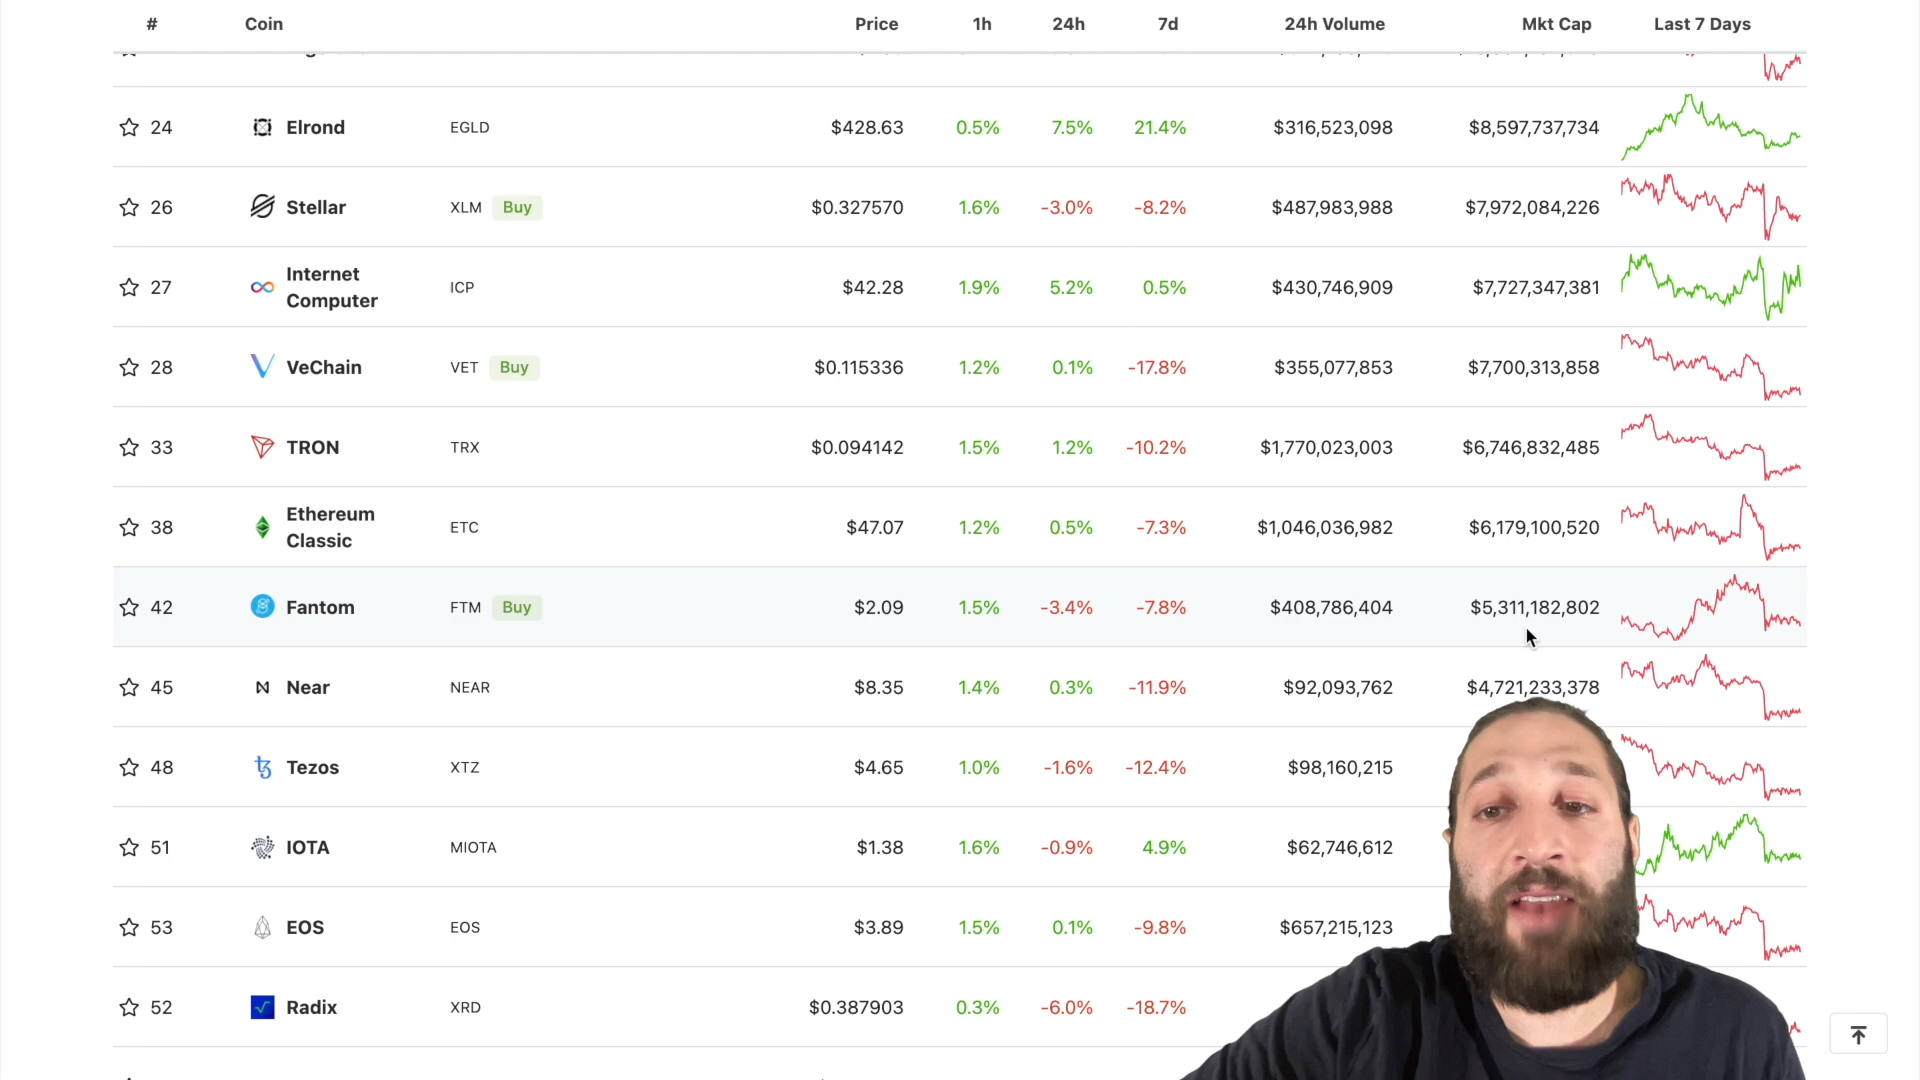 # Coin Price 1h 24h 7d 24h Volume Mkt Cap Last 7 Days
24 Elrond EGLD $428.63 0.5% 7.5% 21.4% $316,523,098 $8,597,737,734
26 Stellar XLM Buy $0.327570 1.6% -3.0% -8.2% $487,983,988 $7,972,084,226
27 Internet Computer ICP $42.28 1.9% 5.2% 0.5% $430,746,909 $7,727,347,381
28 VeChain VET Buy $0.115336 1.2% 0.1% -17.8% $355,077,853 $7,700,313,858
33 TRON TRX $0.094142 1.5% 1.2% -10.2% $1,770,023,003 $6,746,832,485
38 Ethereum Classic ETC $47.07 1.2% 0.5% -7.3% $1,046,036,982 $6,179,100,520
42 Fantom FTM Buy $2.09 1.5% -3.4% -7.8% $408,786,404 $5,311,182,802
45 Near NEAR $8.35 1.4% 0.3% -11.9% $92,093,762 $4,721,233,378
48 Tezos XTZ $4.65 1.0% -1.6% -12.4% $98,160,215
51 IOTA MIOTA $1.38 1.6% -0.9% 4.9% $62,746,612
53 EOS EOS $3.89 1.5% 0.1% -9.8% $657,215,123
52 Radix XRD $0.387903 0.3% -6.0% -18.7%